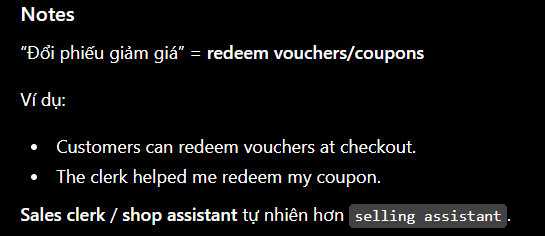 Notes
“Đổi phiếu giảm giá” = redeem vouchers/coupons
Ví dụ:
• Customers can redeem vouchers at checkout.
• The clerk helped me redeem my coupon.
Sales clerk / shop assistant tự nhiên hơn selling assistant.